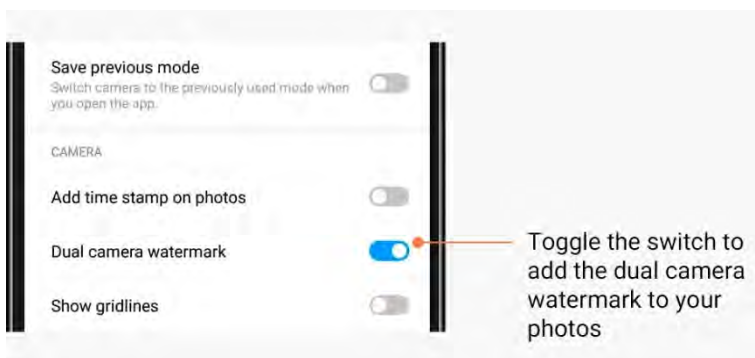 Save previous mode
Switch camera to the previously used mode when
you open the app.
CAMERA
Add time stamp on photos
Dual camera watermark
Show gridlines
Toggle the switch to
add the dual camera
watermark to your
photos